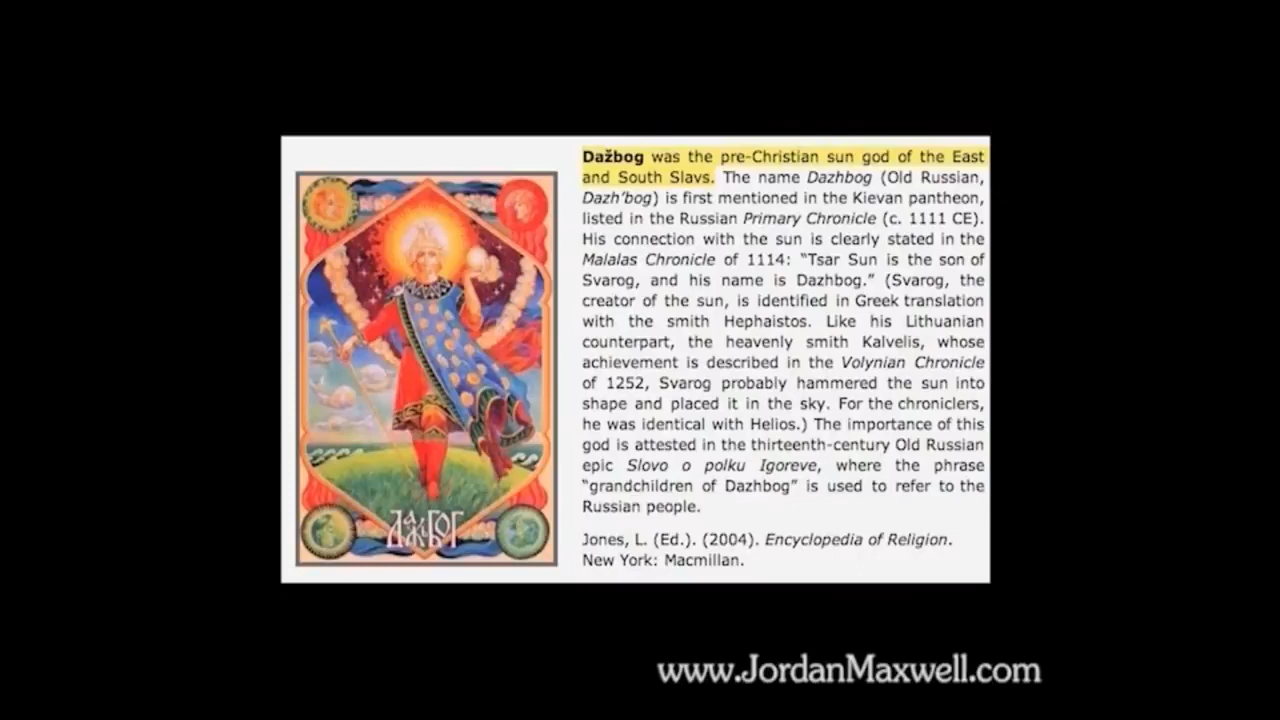 Dažbog was the pre-Christian sun god of the East
and South Slavs. The name Dazhbog (Old Russian,
Dazh’bog) is first mentioned in the Kievan pantheon,
listed in the Russian Primary Chronicle (c. 1111 CE).
His connection with the sun is clearly stated in the
Malalas Chronicle of 1114: “Tsar Sun is the son of
Svarog, and his name is Dazhbog.” (Svarog, the
creator of the sun, is identified in Greek translation
with the smith Hephaistos. Like his Lithuanian
counterpart, the heavenly smith Kalvelis, whose
achievement is described in the Volynian Chronicle
of 1252, Svarog probably hammered the sun into
shape and placed it in the sky. For the chroniclers,
he was identical with Helios.) The importance of this
god is attested in the thirteenth-century Old Russian
epic Slovo o polku Igoreve, where the phrase
“grandchildren of Dazhbog” is used to refer to the
Russian people.
Jones, L. (Ed.). (2004). Encyclopedia of Religion.
New York: Macmillan.
ДажьБОГ
www.JordanMaxwell.com